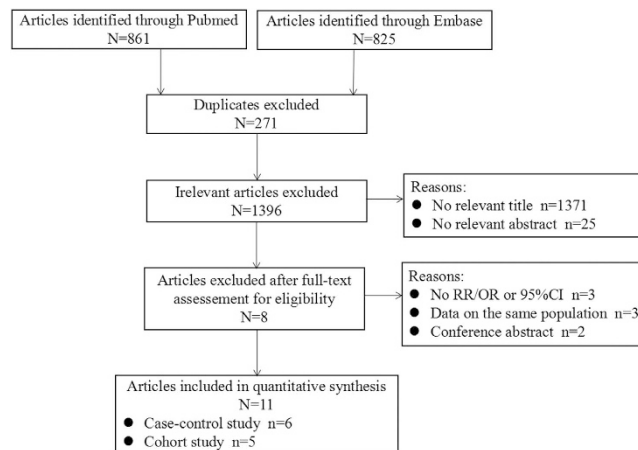 Articles identified through Pubmed
N=861
Articles identified through Embase
N=825
Duplicates excluded
N=271
Irelevant articles excluded
N=1396
Reasons:
● No relevant title n=1371
● No relevant abstract n=25
Articles excluded after full-text
assessment for eligibility
N=8
Reasons:
● No RR/OR or 95%CI n=3
● Data on the same population n=3
● Conference abstract n=2
Articles included in quantitative synthesis
N=11
● Case-control study n=6
● Cohort study n=5